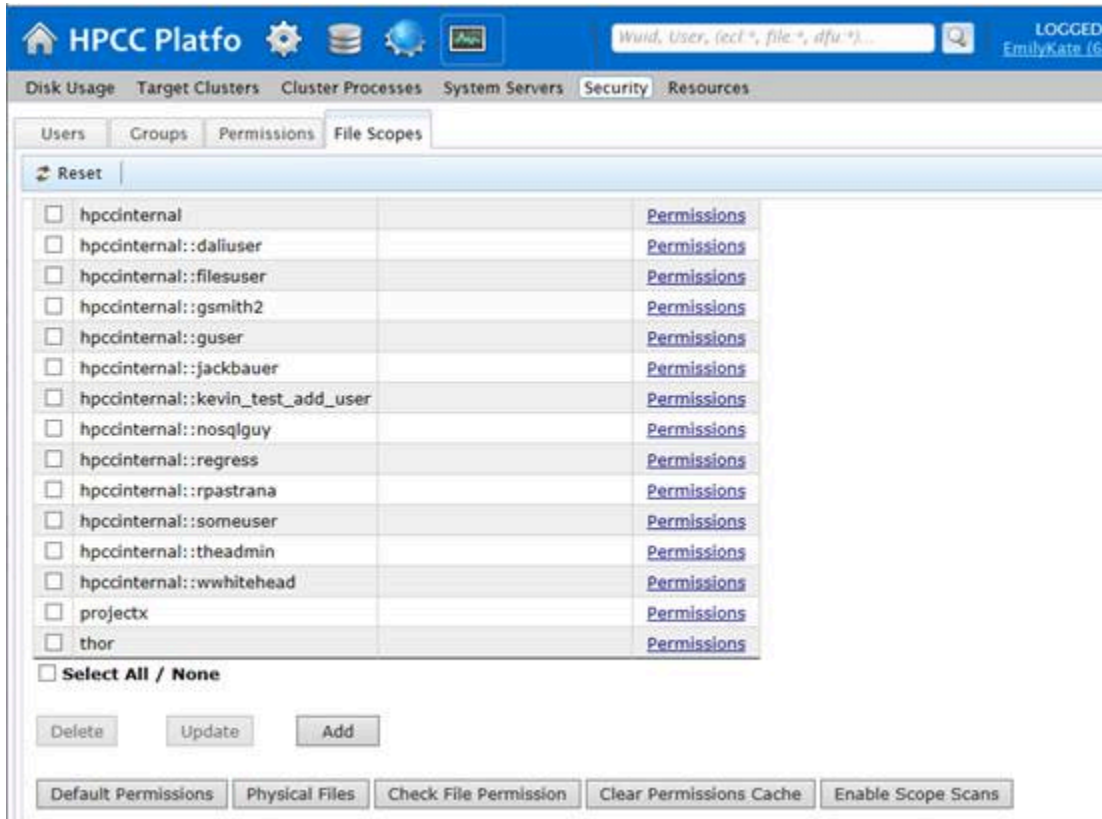 HPCC Platfo Wuid, User, (ecl:*, file:*, dfu:*)... LOGGED
EmilyKate (6
Disk Usage Target Clusters Cluster Processes System Servers Security Resources
Users Groups Permissions File Scopes
Reset
hpccinternal Permissions
hpccinternal::daliuser Permissions
hpccinternal::filesuser Permissions
hpccinternal::gsmith2 Permissions
hpccinternal::guser Permissions
hpccinternal::jackbauer Permissions
hpccinternal::kevin_test_add_user Permissions
hpccinternal::nosqlguy Permissions
hpccinternal::regress Permissions
hpccinternal::rpastrana Permissions
hpccinternal::someuser Permissions
hpccinternal::theadmin Permissions
hpccinternal::wwhitehead Permissions
projectx Permissions
thor Permissions
Select All / None
Delete Update Add
Default Permissions Physical Files Check File Permission Clear Permissions Cache Enable Scope Scans